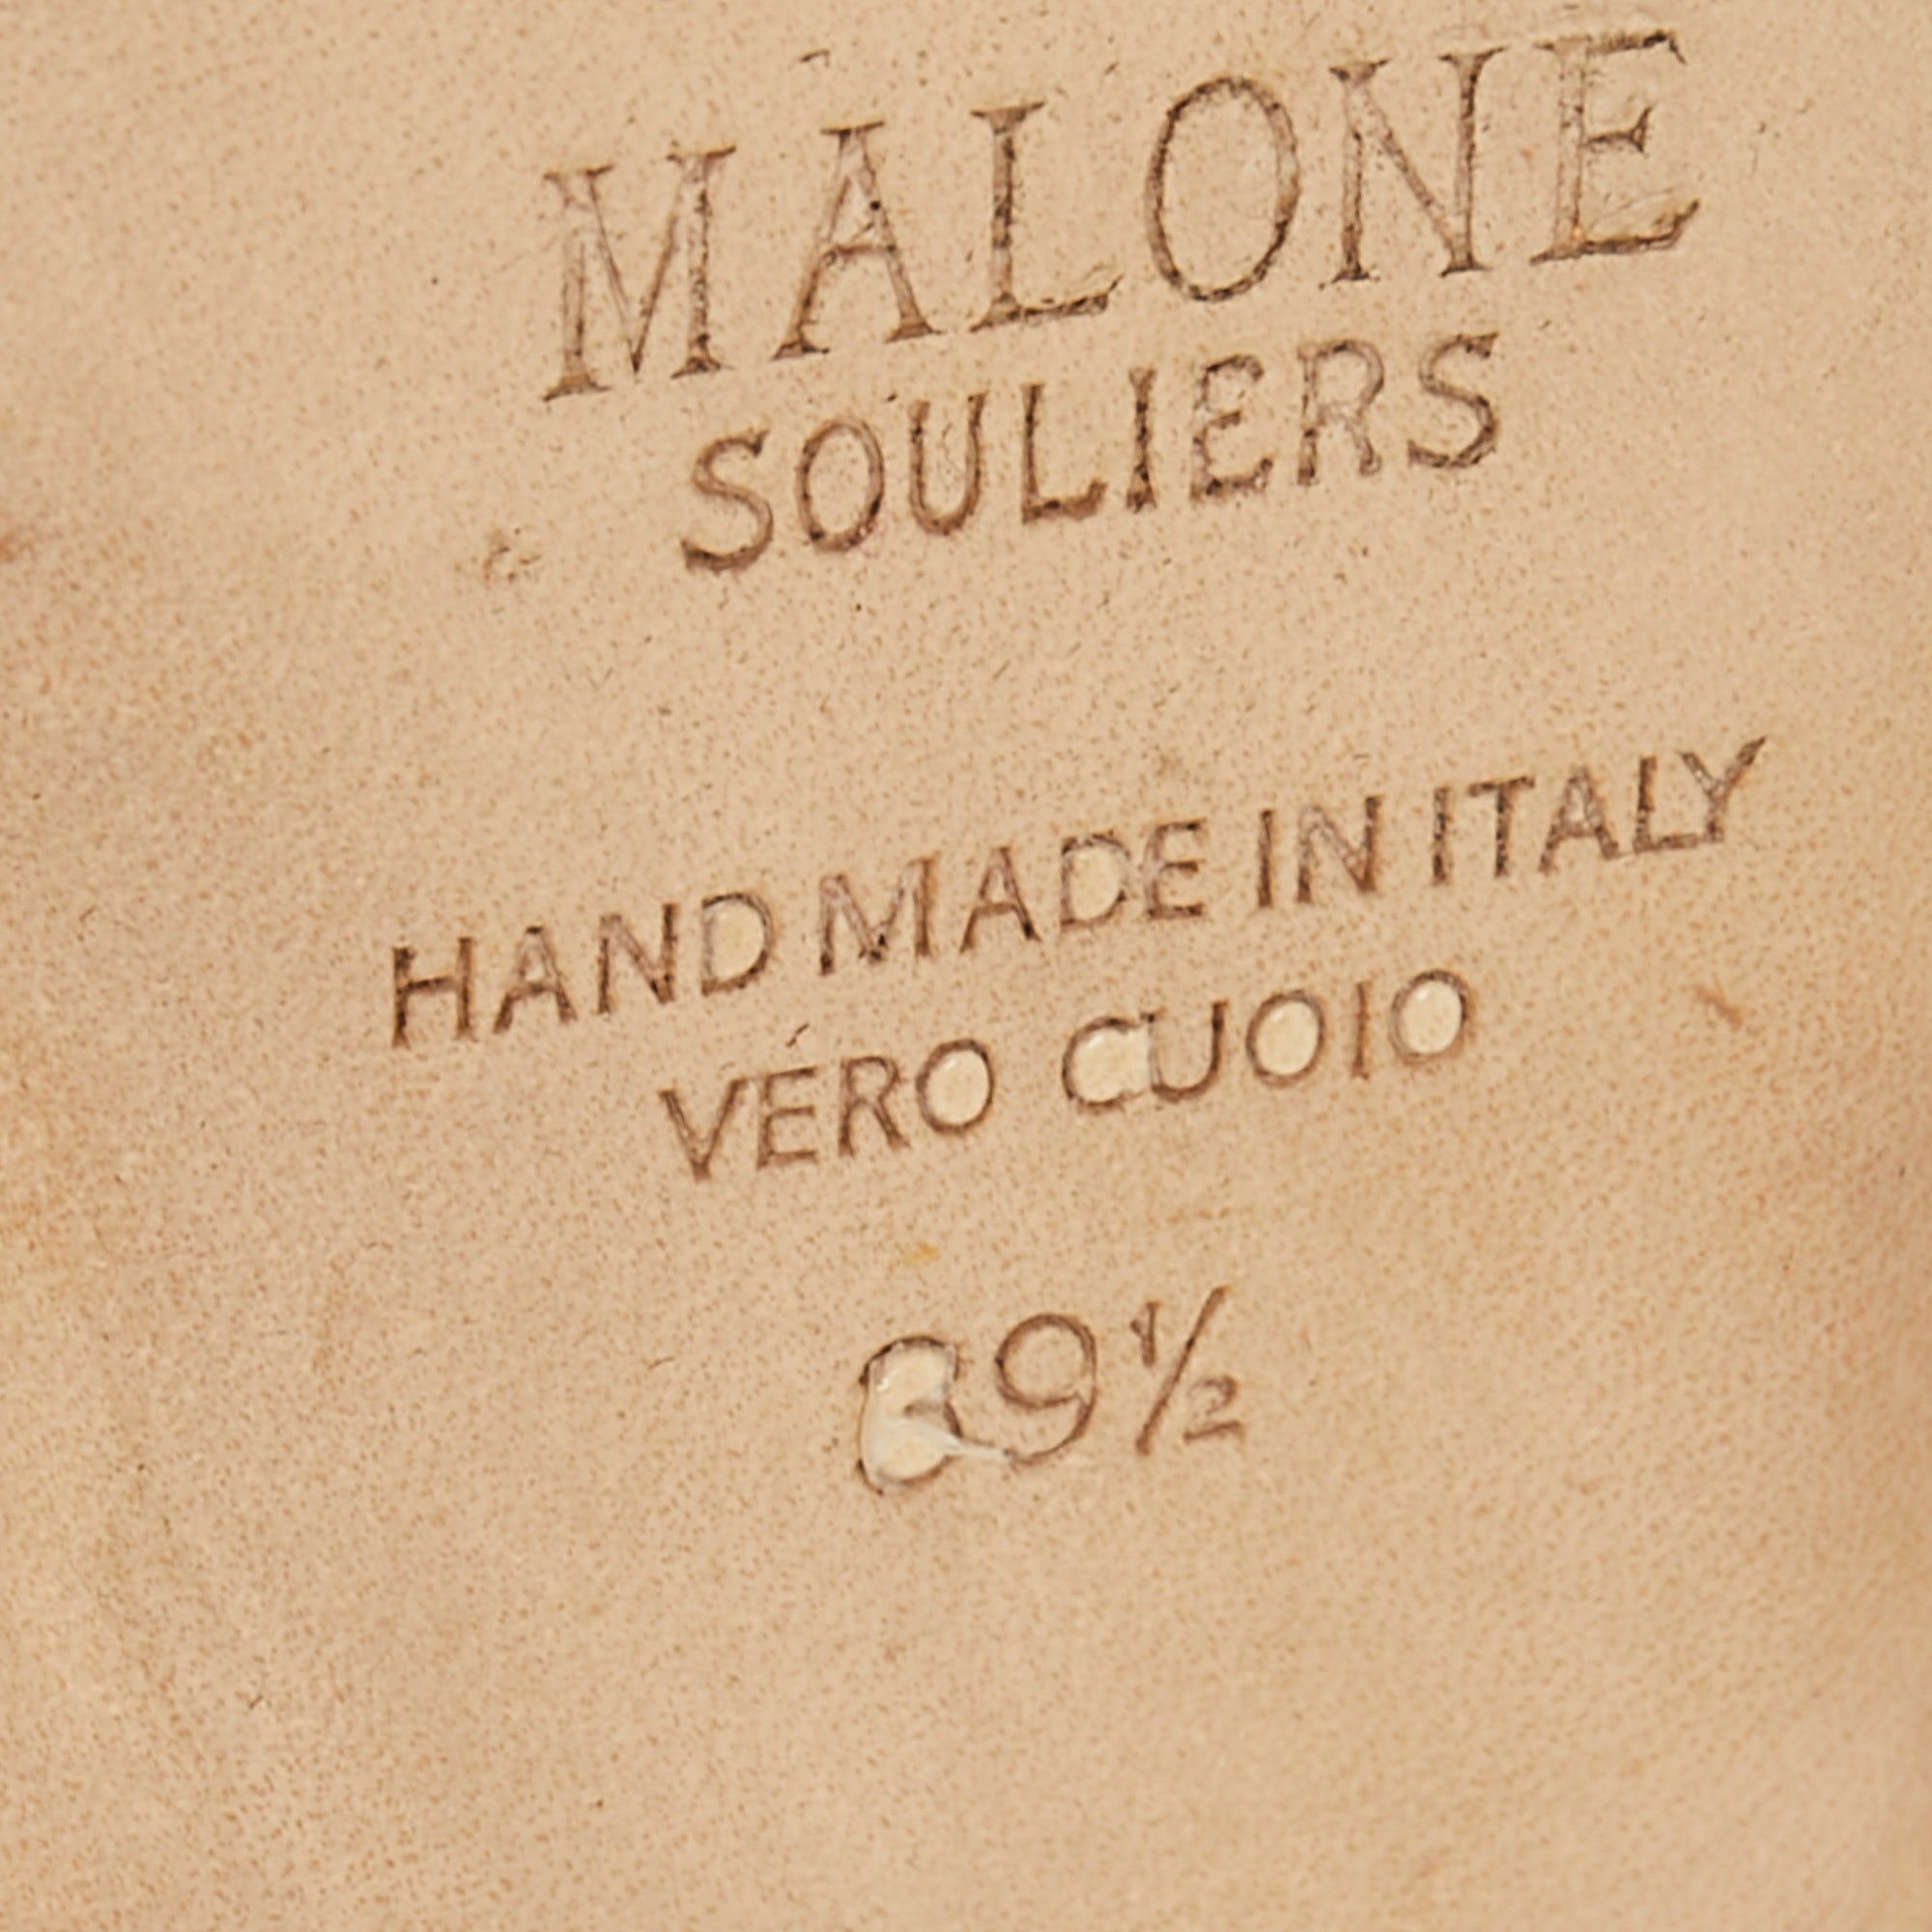 MALONE
SOULIERS
HAND MADE IN ITALY
VERO CUOIO
39½